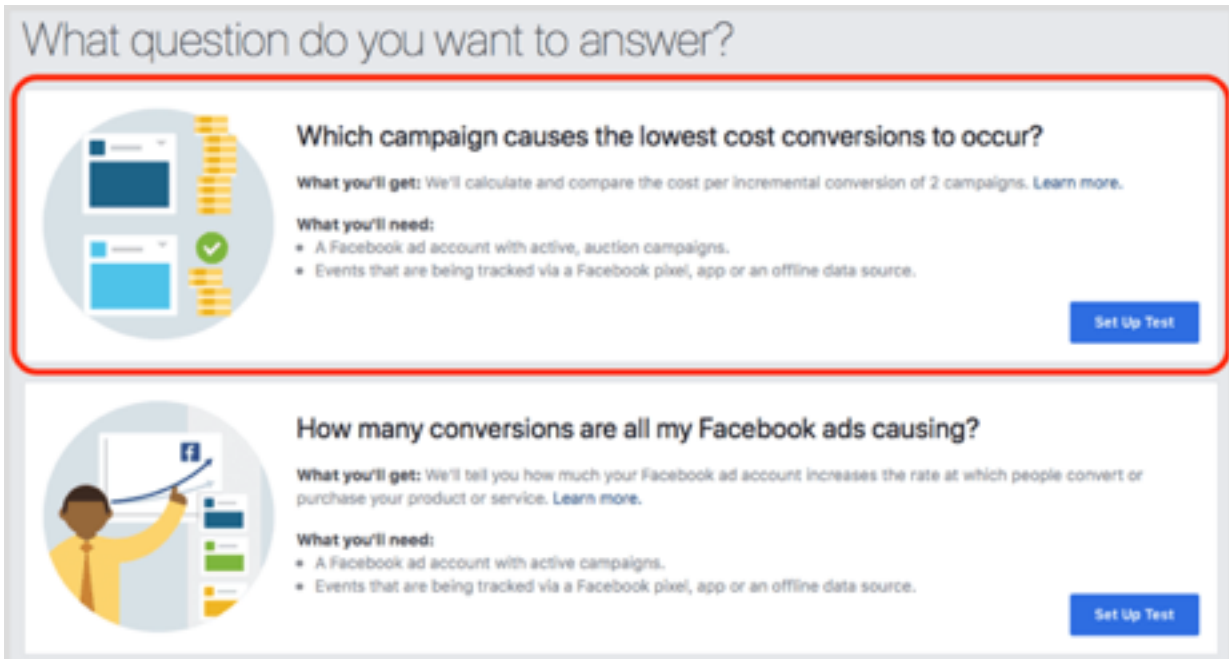 What question do you want to answer?
Which campaign causes the lowest cost conversions to occur?
What you'll get: We'll calculate and compare the cost per incremental conversion of 2 campaigns. Learn more.
What you'll need:
• A Facebook ad account with active, auction campaigns.
• Events that are being tracked via a Facebook pixel, app or an offline data source.
Set Up Test
How many conversions are all my Facebook ads causing?
What you'll get: We'll tell you how much your Facebook ad account increases the rate at which people convert or
purchase your product or service. Learn more.
What you'll need:
• A Facebook ad account with active campaigns.
• Events that are being tracked via a Facebook pixel, app or an offline data source.
Set Up Test